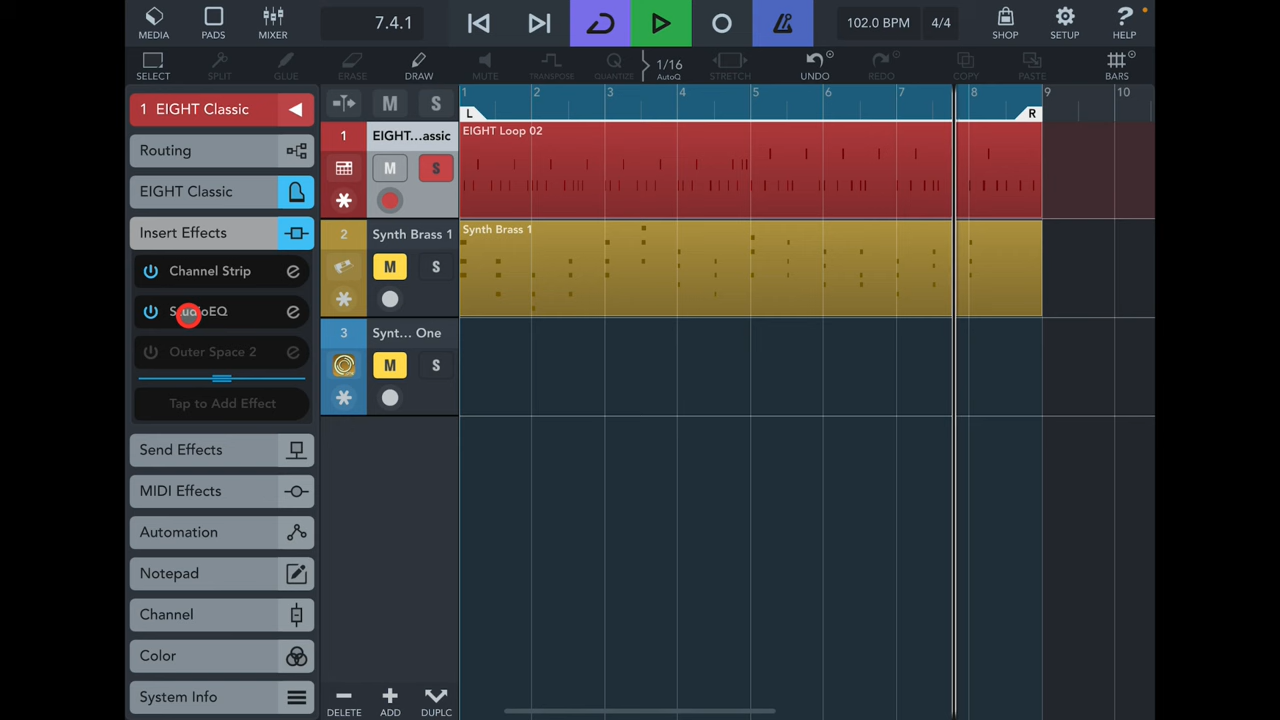 MEDIA
PADS
MIXER
7.4.1
102.0 BPM
4/4
SHOP
SETUP
?
HELP
SELECT
SPLIT
GLUE
ERASE
DRAW
MUTE
TRANSPOSE
QUANTIZE
1/16
AutoQ
STRETCH
UNDO
REDO
COPY
PASTE
BARS
1 EIGHT Classic
Routing
EIGHT Classic
Insert Effects
Channel Strip
StudioEQ
Outer Space 2
Tap to Add Effect
Send Effects
MIDI Effects
Automation
Notepad
Channel
Color
System Info
M
S
1
EIGHT...assic
M
S
2
Synth Brass 1
M
S
3
Synt... One
M
S
DELETE
ADD
DUPLC
1
2
3
4
5
6
7
8
9
10
L
R
EIGHT Loop 02
Synth Brass 1